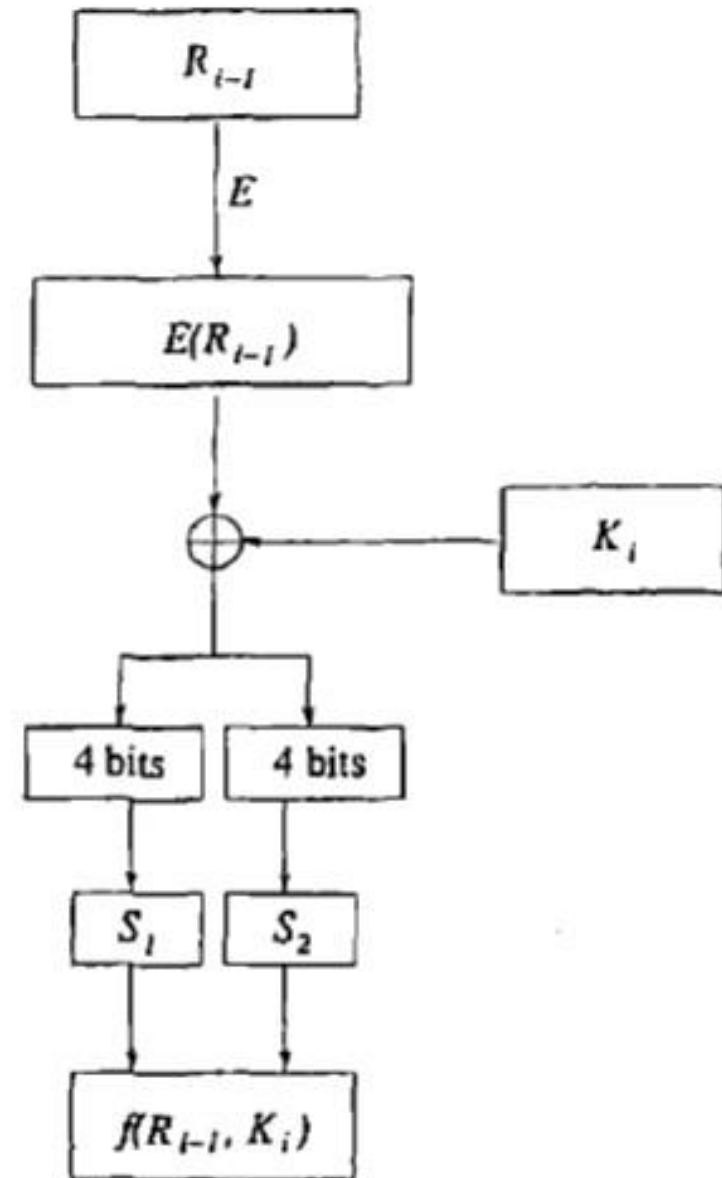 R_{i-1}
E
E(R_{i-1})
K_i
4 bits 4 bits
S_1 S_2
f(R_{i-1}, K_i)